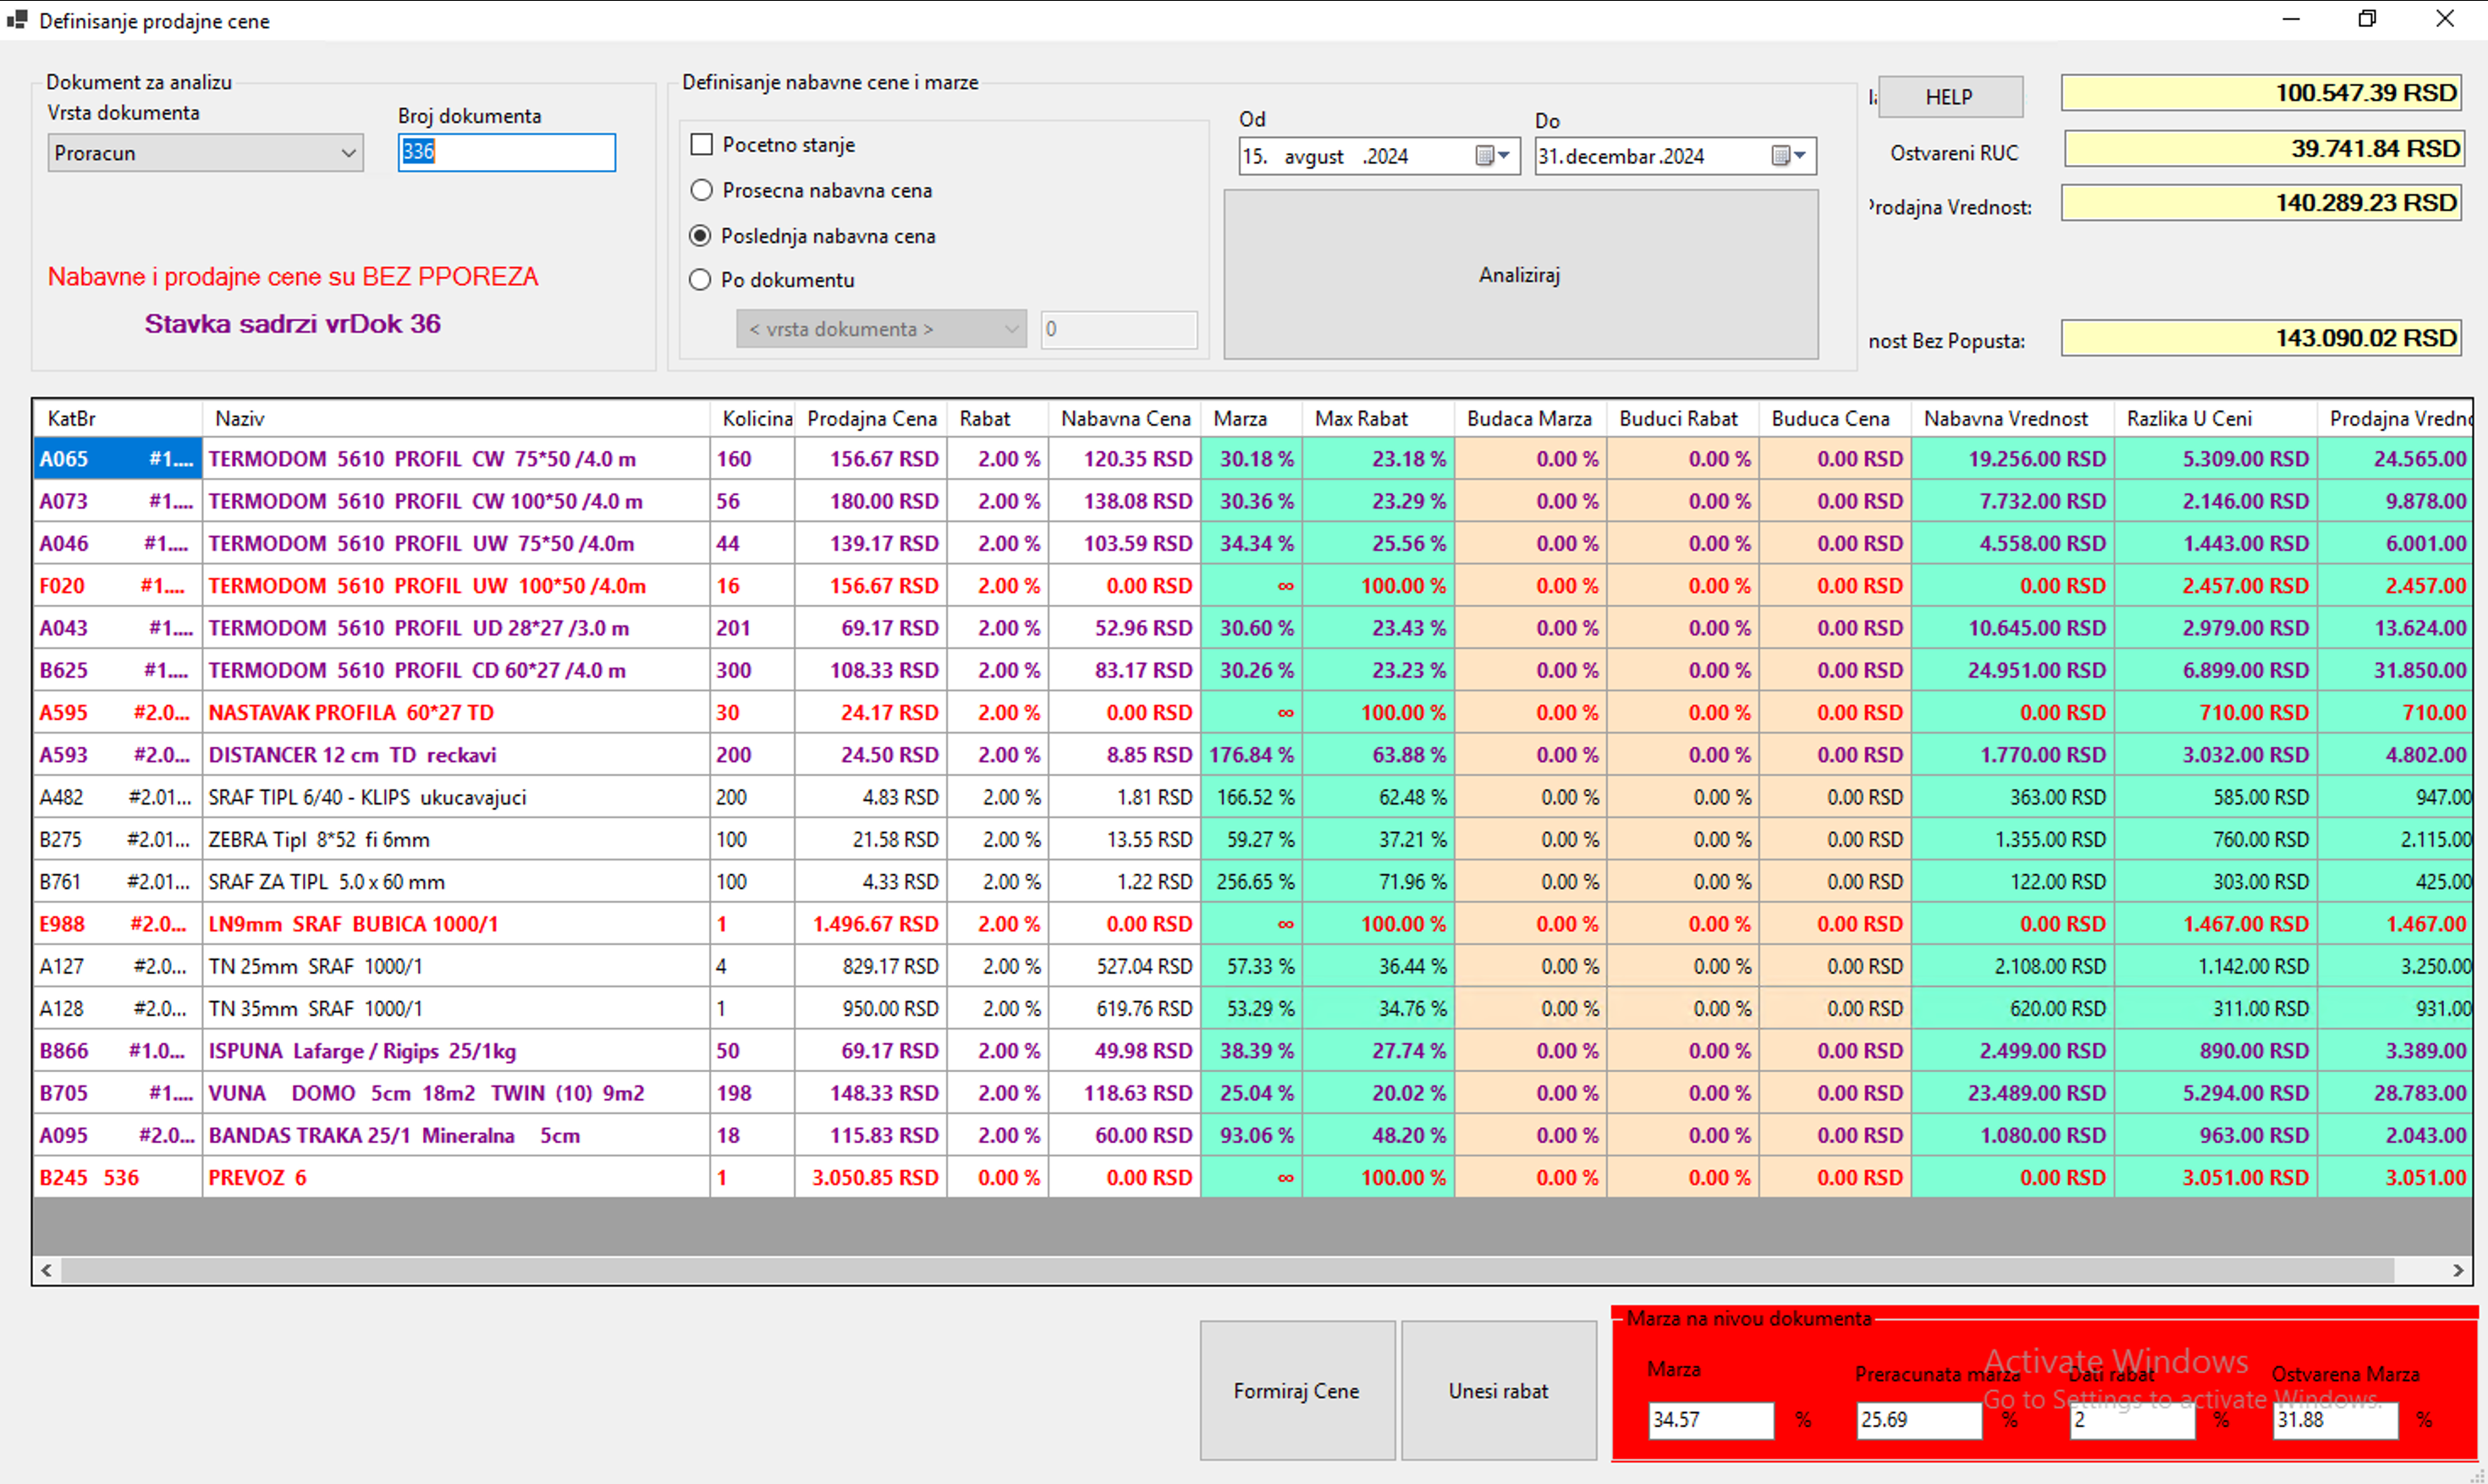 Definisanje prodajne cene
Dokument za analizu
Vrsta dokumenta
Broj dokumenta
Proracun
336
Nabavne i prodajne cene su BEZ PPOREZA
Stavka sadrzi vrDok 36
Definisanje nabavne cene i marze
Pocetno stanje
Prosecna nabavna cena
Poslednja nabavna cena
Po dokumentu
< vrsta dokumenta >
0
Od
Do
15. avgust .2024
31.decembar.2024
Analiziraj
HELP
100.547.39 RSD
Ostvareni RUC
39.741.84 RSD
Prodajna Vrednost:
140.289.23 RSD
nost Bez Popusta:
143.090.02 RSD
KatBr Naziv Kolicina Prodajna Cena Rabat Nabavna Cena Marza Max Rabat Budaca Marza Buduci Rabat Buduca Cena Nabavna Vrednost Razlika U Ceni Prodajna Vredno
A065 #1.... TERMODOM 5610 PROFIL CW 75*50 /4.0 m 160 156.67 RSD 2.00 % 120.35 RSD 30.18 % 23.18 % 0.00 % 0.00 % 0.00 RSD 19.256.00 RSD 5.309.00 RSD 24.565.00
A073 #1.... TERMODOM 5610 PROFIL CW 100*50 /4.0 m 56 180.00 RSD 2.00 % 138.08 RSD 30.36 % 23.29 % 0.00 % 0.00 % 0.00 RSD 7.732.00 RSD 2.146.00 RSD 9.878.00
A046 #1.... TERMODOM 5610 PROFIL UW 75*50 /4.0m 44 139.17 RSD 2.00 % 103.59 RSD 34.34 % 25.56 % 0.00 % 0.00 % 0.00 RSD 4.558.00 RSD 1.443.00 RSD 6.001.00
F020 #1.... TERMODOM 5610 PROFIL UW 100*50 /4.0m 16 156.67 RSD 2.00 % 0.00 RSD ∞ 100.00 % 0.00 % 0.00 % 0.00 RSD 0.00 RSD 2.457.00 RSD 2.457.00
A043 #1.... TERMODOM 5610 PROFIL UD 28*27 /3.0 m 201 69.17 RSD 2.00 % 52.96 RSD 30.60 % 23.43 % 0.00 % 0.00 % 0.00 RSD 10.645.00 RSD 2.979.00 RSD 13.624.00
B625 #1.... TERMODOM 5610 PROFIL CD 60*27 /4.0 m 300 108.33 RSD 2.00 % 83.17 RSD 30.26 % 23.23 % 0.00 % 0.00 % 0.00 RSD 24.951.00 RSD 6.899.00 RSD 31.850.00
A595 #2.0... NASTAVAK PROFILA 60*27 TD 30 24.17 RSD 2.00 % 0.00 RSD ∞ 100.00 % 0.00 % 0.00 % 0.00 RSD 0.00 RSD 710.00 RSD 710.00
A593 #2.0... DISTANCER 12 cm TD reckavi 200 24.50 RSD 2.00 % 8.85 RSD 176.84 % 63.88 % 0.00 % 0.00 % 0.00 RSD 1.770.00 RSD 3.032.00 RSD 4.802.00
A482 #2.01... SRAF TIPL 6/40 - KLIPS ukucavajuci 200 4.83 RSD 2.00 % 1.81 RSD 166.52 % 62.48 % 0.00 % 0.00 % 0.00 RSD 363.00 RSD 585.00 RSD 947.00
B275 #2.01... ZEBRA Tipl 8*52 fi 6mm 100 21.58 RSD 2.00 % 13.55 RSD 59.27 % 37.21 % 0.00 % 0.00 % 0.00 RSD 1.355.00 RSD 760.00 RSD 2.115.00
B761 #2.01... SRAF ZA TIPL 5.0 x 60 mm 100 4.33 RSD 2.00 % 1.22 RSD 256.65 % 71.96 % 0.00 % 0.00 % 0.00 RSD 122.00 RSD 303.00 RSD 425.00
E988 #2.0... LN9mm SRAF BUBICA 1000/1 1 1.496.67 RSD 2.00 % 0.00 RSD ∞ 100.00 % 0.00 % 0.00 % 0.00 RSD 0.00 RSD 1.467.00 RSD 1.467.00
A127 #2.0... TN 25mm SRAF 1000/1 4 829.17 RSD 2.00 % 527.04 RSD 57.33 % 36.44 % 0.00 % 0.00 % 0.00 RSD 2.108.00 RSD 1.142.00 RSD 3.250.00
A128 #2.0... TN 35mm SRAF 1000/1 1 950.00 RSD 2.00 % 619.76 RSD 53.29 % 34.76 % 0.00 % 0.00 % 0.00 RSD 620.00 RSD 311.00 RSD 931.00
B866 #1.0... ISPUNA Lafarge / Rigips 25/1kg 50 69.17 RSD 2.00 % 49.98 RSD 38.39 % 27.74 % 0.00 % 0.00 % 0.00 RSD 2.499.00 RSD 890.00 RSD 3.389.00
B705 #1.... VUNA DOMO 5cm 18m2 TWIN (10) 9m2 198 148.33 RSD 2.00 % 118.63 RSD 25.04 % 20.02 % 0.00 % 0.00 % 0.00 RSD 23.489.00 RSD 5.294.00 RSD 28.783.00
A095 #2.0... BANDAS TRAKA 25/1 Mineralna 5cm 18 115.83 RSD 2.00 % 60.00 RSD 93.06 % 48.20 % 0.00 % 0.00 % 0.00 RSD 1.080.00 RSD 963.00 RSD 2.043.00
B245 536 PREVOZ 6 1 3.050.85 RSD 0.00 % 0.00 RSD ∞ 100.00 % 0.00 % 0.00 % 0.00 RSD 0.00 RSD 3.051.00 RSD 3.051.00
Formiraj Cene
Unesi rabat
Marza na nivou dokumenta
Marza Preracunata marza Dati rabat Ostvarena Marza
34.57 % 25.69 % 2 % 31.88 %
Activate Windows
Go to Settings to activate Windows.